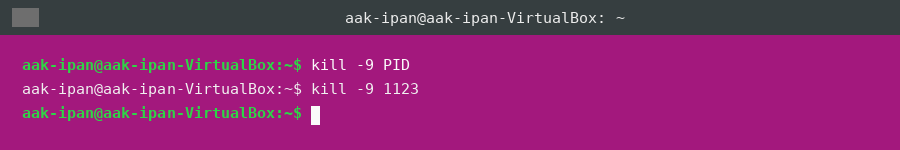 aak-ipan@aak-ipan-VirtualBox: ~
aak-ipan@aak-ipan-VirtualBox:~$ kill -9 PID
aak-ipan@aak-ipan-VirtualBox:~$ kill -9 1123
aak-ipan@aak-ipan-VirtualBox:~$